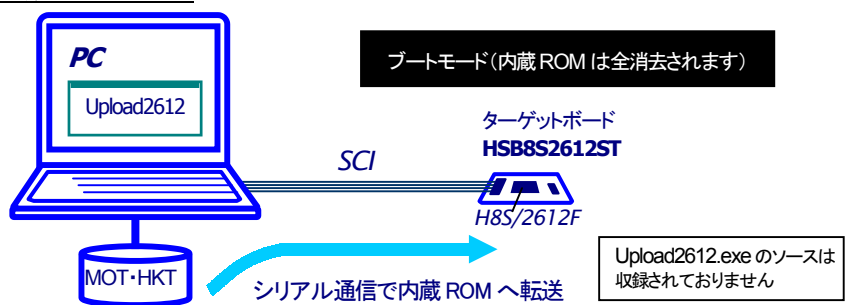 PC
Upload2612
ブートモード（内蔵 ROM は全消去されます）
ターゲットボード
HSB8S2612ST
SCI
H8S/2612F
MOT・HKT
シリアル通信で内蔵 ROM へ転送
Upload2612.exe のソースは
収録されておりません